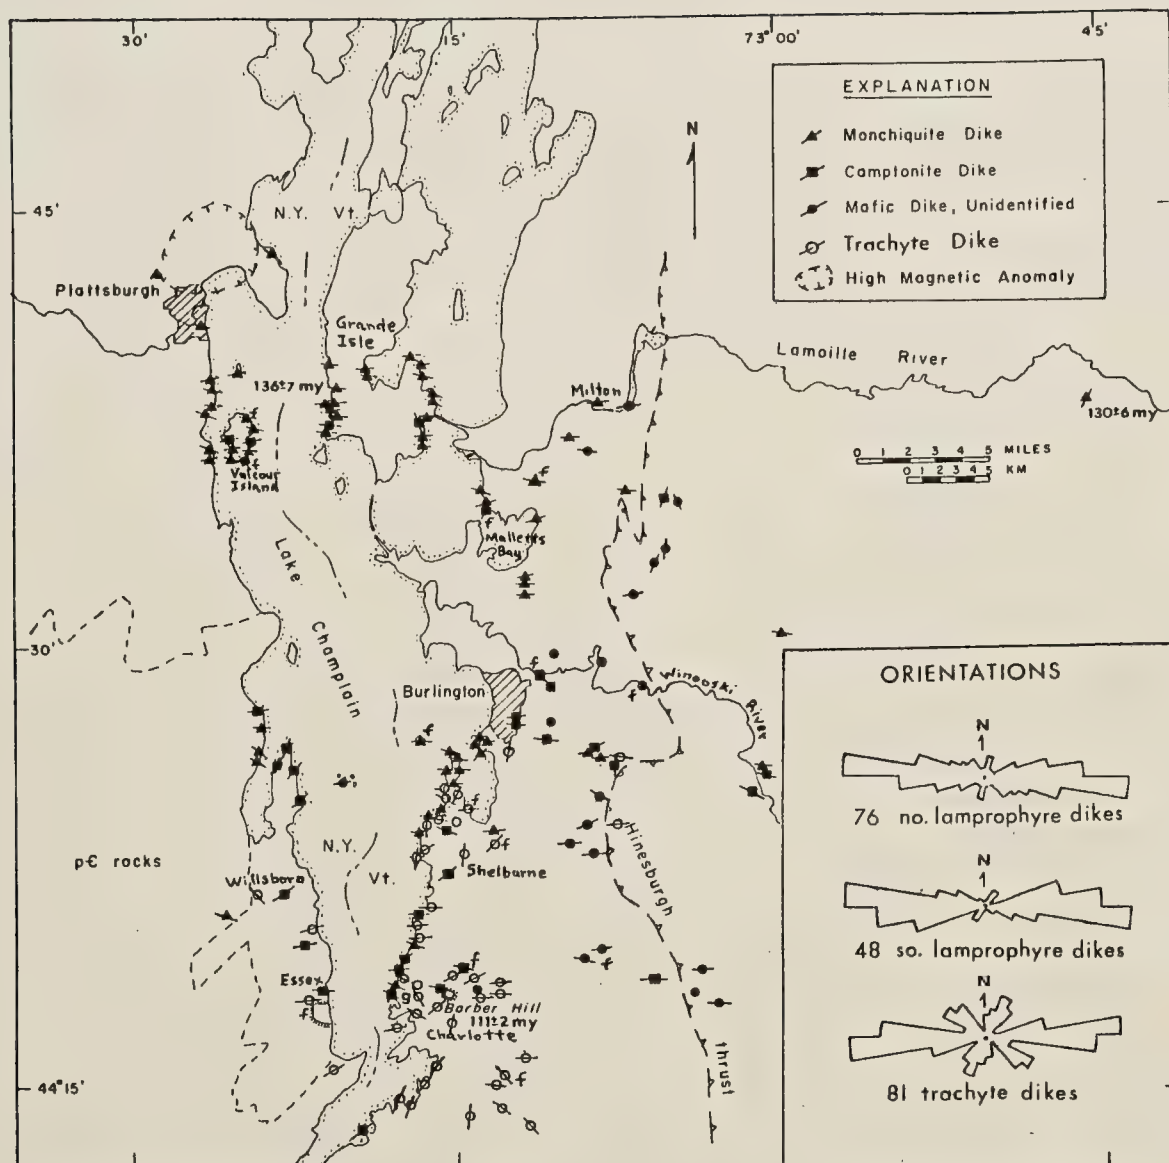 30'
15'
73°00'
45'
EXPLANATION
Monchiquite Dike
Camptonite Dike
Mafic Dike, Unidentified
Trachyte Dike
High Magnetic Anomaly
N
45'
N.Y. Vt.
Plattsburgh
Grande
Isle
Lamoille River
136±7 my
Milton
130±6 my
f
f
Valcour
Island
f
f
Malletts
Bay
0 1 2 3 4 5 MILES
0 1 2 3 4 5 KM
Lake
Champlain
30'
Burlington
f
f
Winooski
River
f
ORIENTATIONS
N
76 no. lamprophyre dikes
N
48 so. lamprophyre dikes
N
81 trachyte dikes
f
f
Hinesburgh
thrust
p€ rocks
N.Y.
Vt.
Shelburne
Willsboro
f
f
Essex
f
g
Barber Hill
111±2 my
Charlotte
f
44°15'